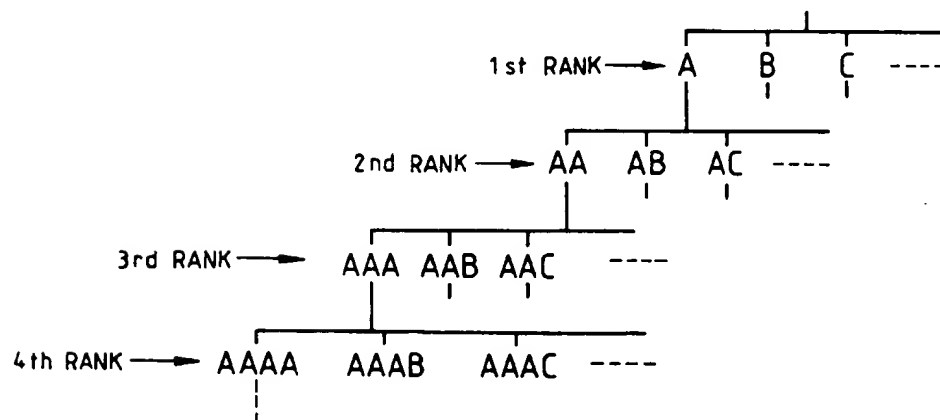 1st RANK A B C
2nd RANK AA AB AC
3rd RANK AAA AAB AAC
4th RANK AAAA AAAB AAAC